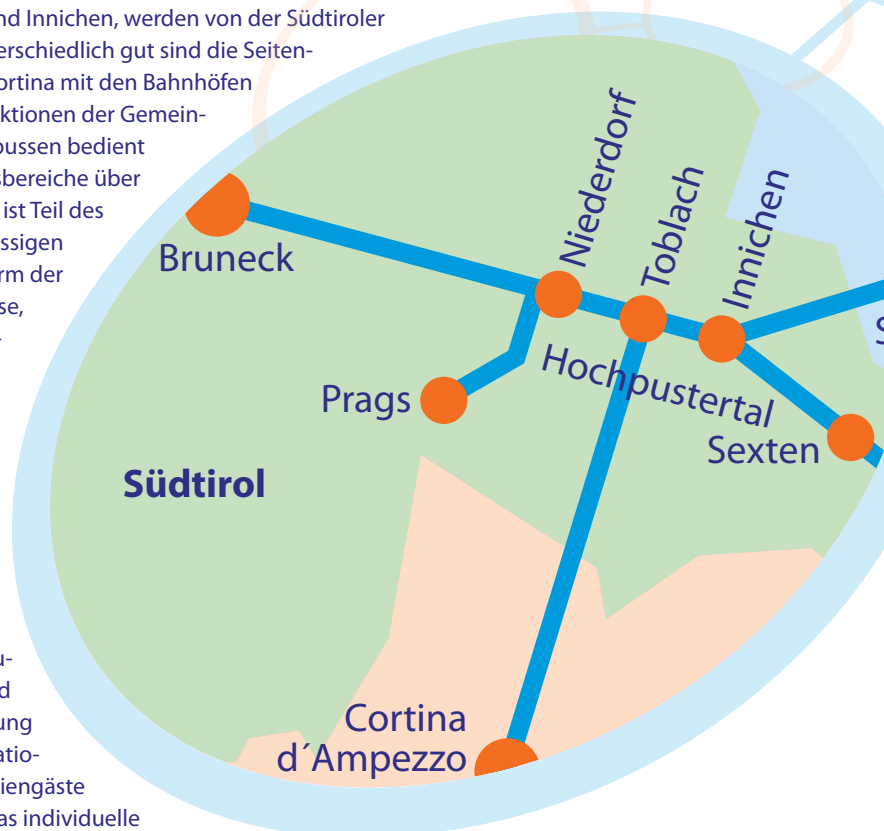 nd Innichen, werden von der Südtiroler
erschiedlich gut sind die Seiten-
ortina mit den Bahnhöfen
ktionen der Gemein-
bussen bedient
sbereiche über
ist Teil des
ssigen
rm der
se,
-
u-
d
ung
atio-
iengäste
as individuelle
Bruneck
Niederdorf
Toblach
Innichen
S
Prags
Hochpustertal
Sexten
Südtirol
Cortina
d´Ampezzo